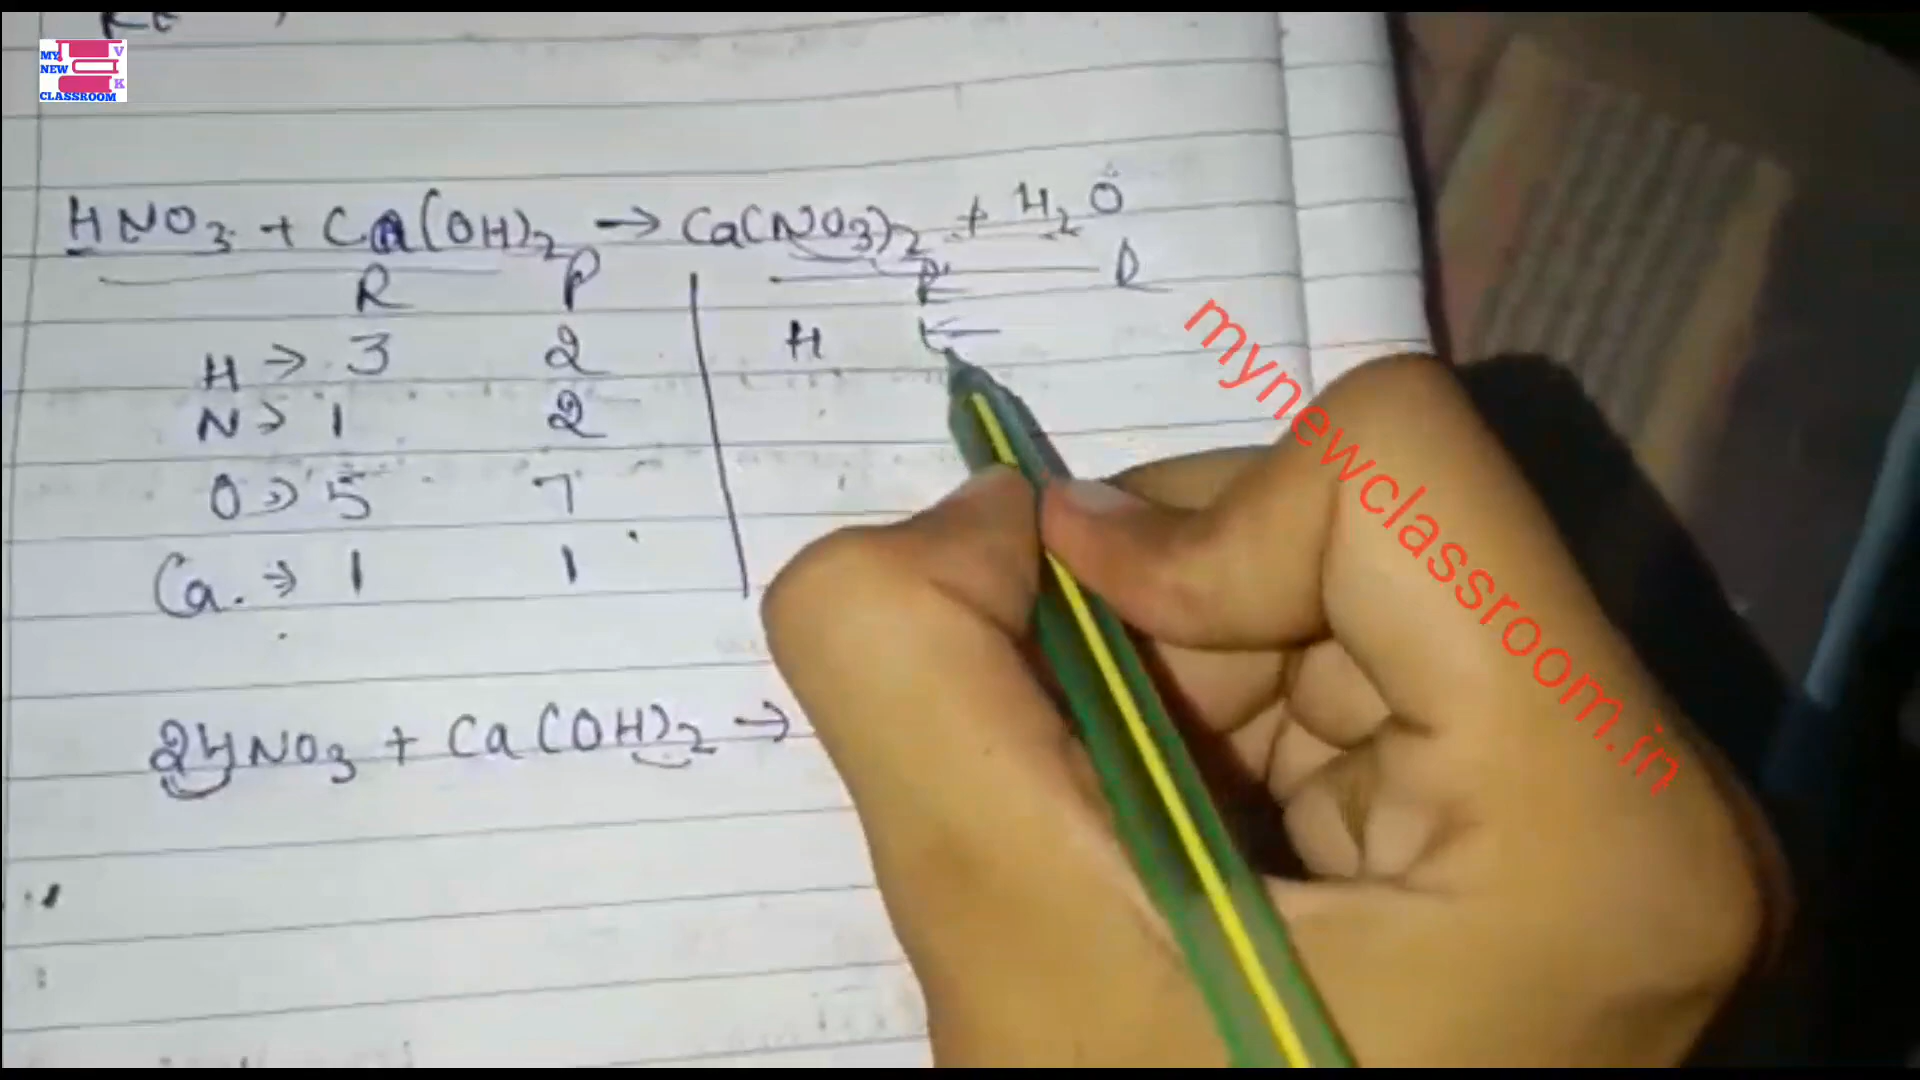 MY NEW CLASSROOM VK
HNO3 + Ca(OH)2 → Ca(NO3)2 + H2O
R P R
H → 3 2 H
N → 1 2
O → 5 7
Ca. → 1 1
2HNO3 + Ca(OH)2 →
mynewclassroom.in